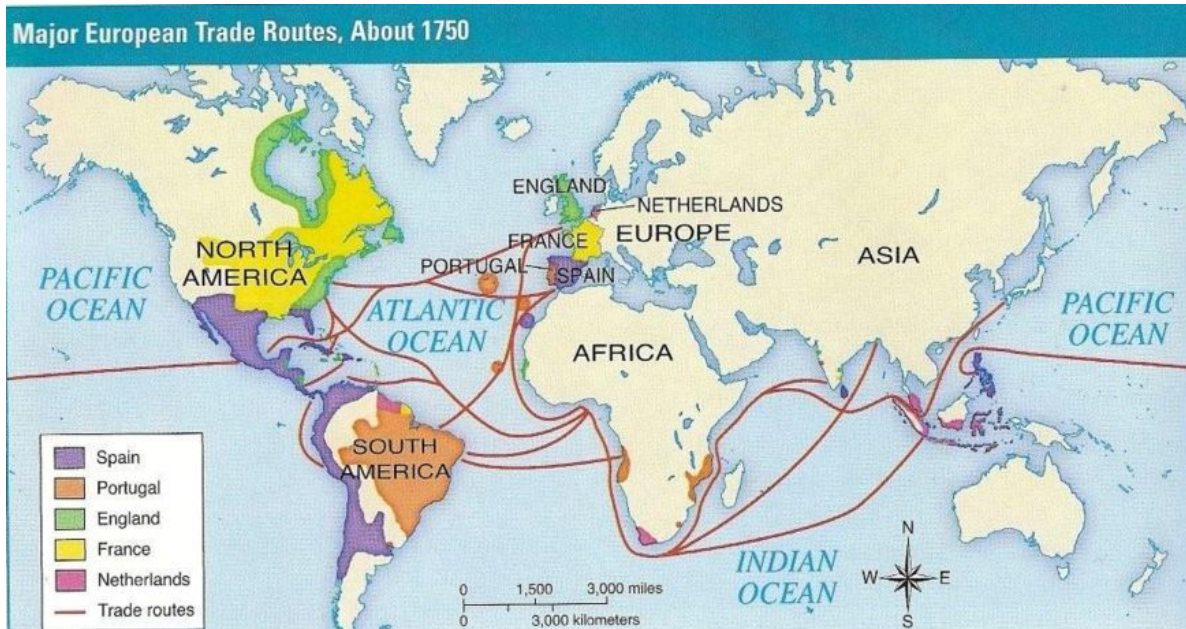 Major European Trade Routes, About 1750
ENGLAND
NETHERLANDS
NORTH
AMERICA
FRANCE
EUROPE
ASIA
PACIFIC
OCEAN
PORTUGAL
SPAIN
ATLANTIC
OCEAN
PACIFIC
OCEAN
AFRICA
SOUTH
AMERICA
Spain
Portugal
England
France
Netherlands
Trade routes
INDIAN
OCEAN
N
W
E
S
0 1,500 3,000 miles
0 3,000 kilometers